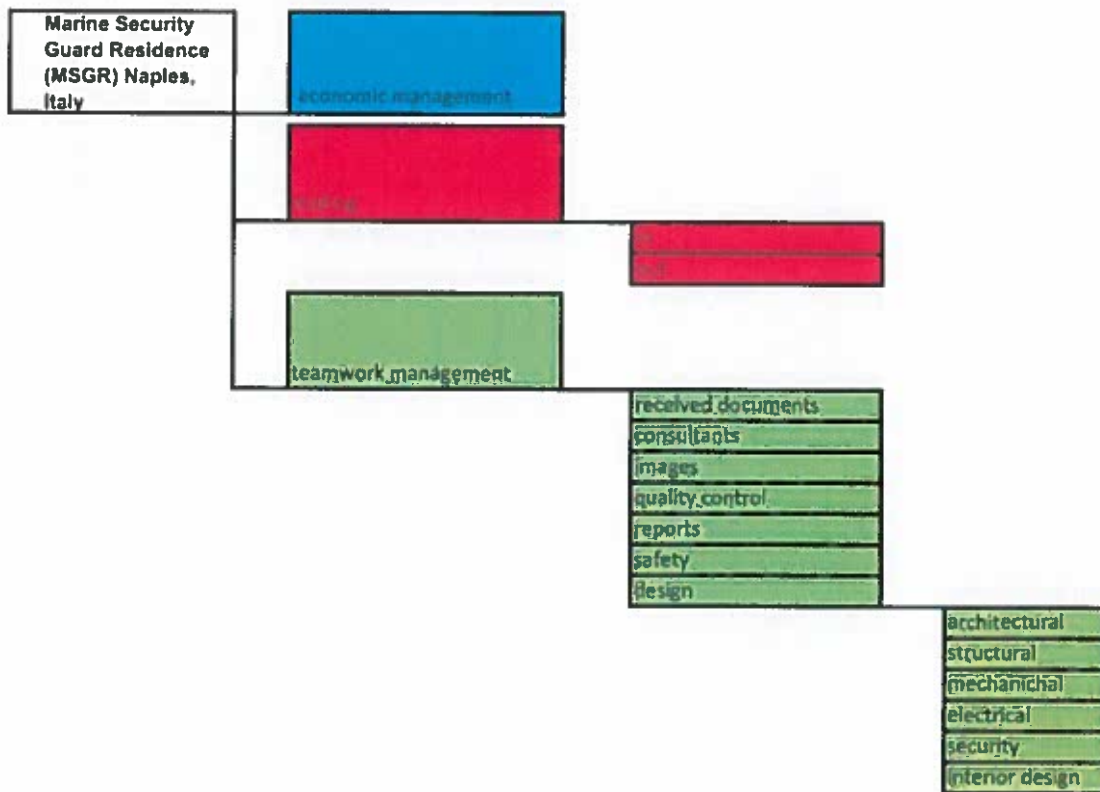 Marine Security
Guard Residence
(MSGR) Naples,
Italy
economic management
teamwork management
received documents
consultants
images
quality control
reports
safety
design
architectural
structural
mechanichal
electrical
security
interior design